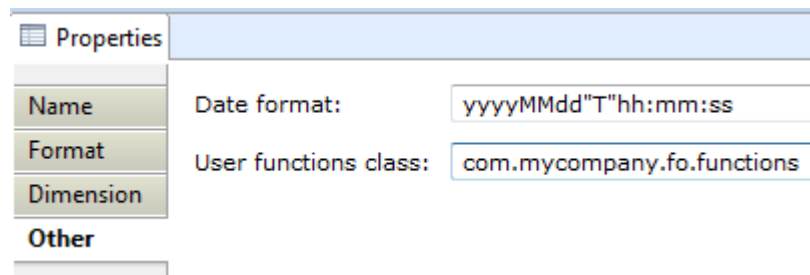 Properties
Name
Date format: yyyyMMdd"T"hh:mm:ss
Format
User functions class: com.mycompany.fo.functions
Dimension
Other